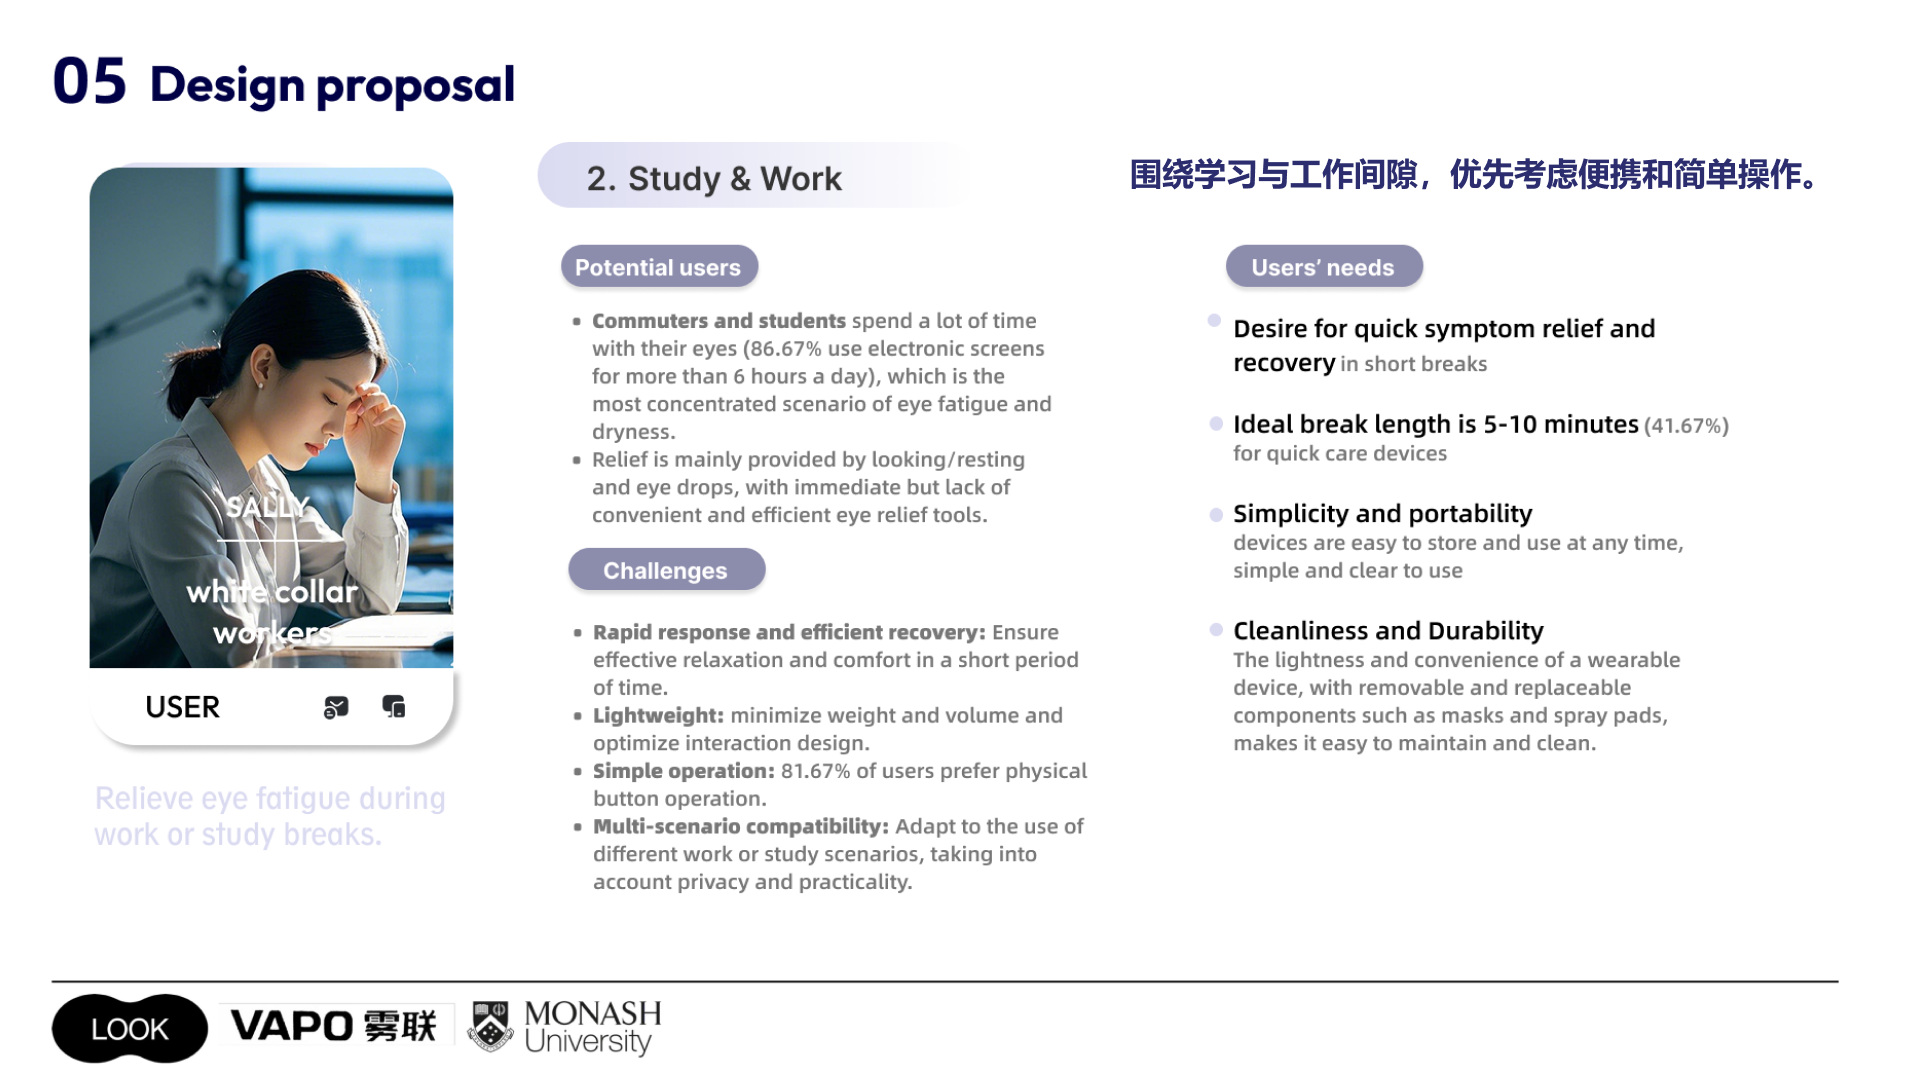 05 Design proposal
SALLY
white collar
workers
USER
Relieve eye fatigue during
work or study breaks.
2. Study & Work
Potential users
• Commuters and students spend a lot of time
with their eyes (86.67% use electronic screens
for more than 6 hours a day), which is the
most concentrated scenario of eye fatigue and
dryness.
• Relief is mainly provided by looking/resting
and eye drops, with immediate but lack of
convenient and efficient eye relief tools.
Challenges
• Rapid response and efficient recovery: Ensure
effective relaxation and comfort in a short period
of time.
• Lightweight: minimize weight and volume and
optimize interaction design.
• Simple operation: 81.67% of users prefer physical
button operation.
• Multi-scenario compatibility: Adapt to the use of
different work or study scenarios, taking into
account privacy and practicality.
围绕学习与工作间隙，优先考虑便携和简单操作。
Users’ needs
Desire for quick symptom relief and
recovery in short breaks
Ideal break length is 5-10 minutes (41.67%)
for quick care devices
Simplicity and portability
devices are easy to store and use at any time,
simple and clear to use
Cleanliness and Durability
The lightness and convenience of a wearable
device, with removable and replaceable
components such as masks and spray pads,
makes it easy to maintain and clean.
LOOK
VAPO 雾联
MONASH
University